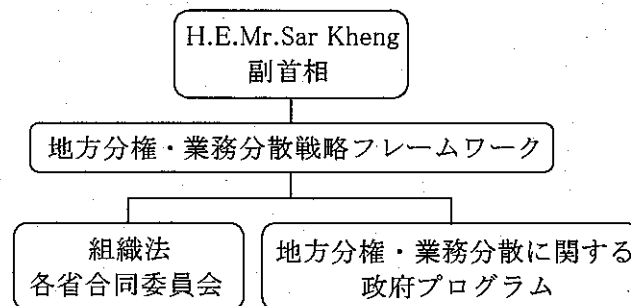 H.E.Mr.Sar Kheng
副首相
地方分権・業務分散戦略フレームワーク
組織法
各省合同委員会
地方分権・業務分散に関する
政府プログラム